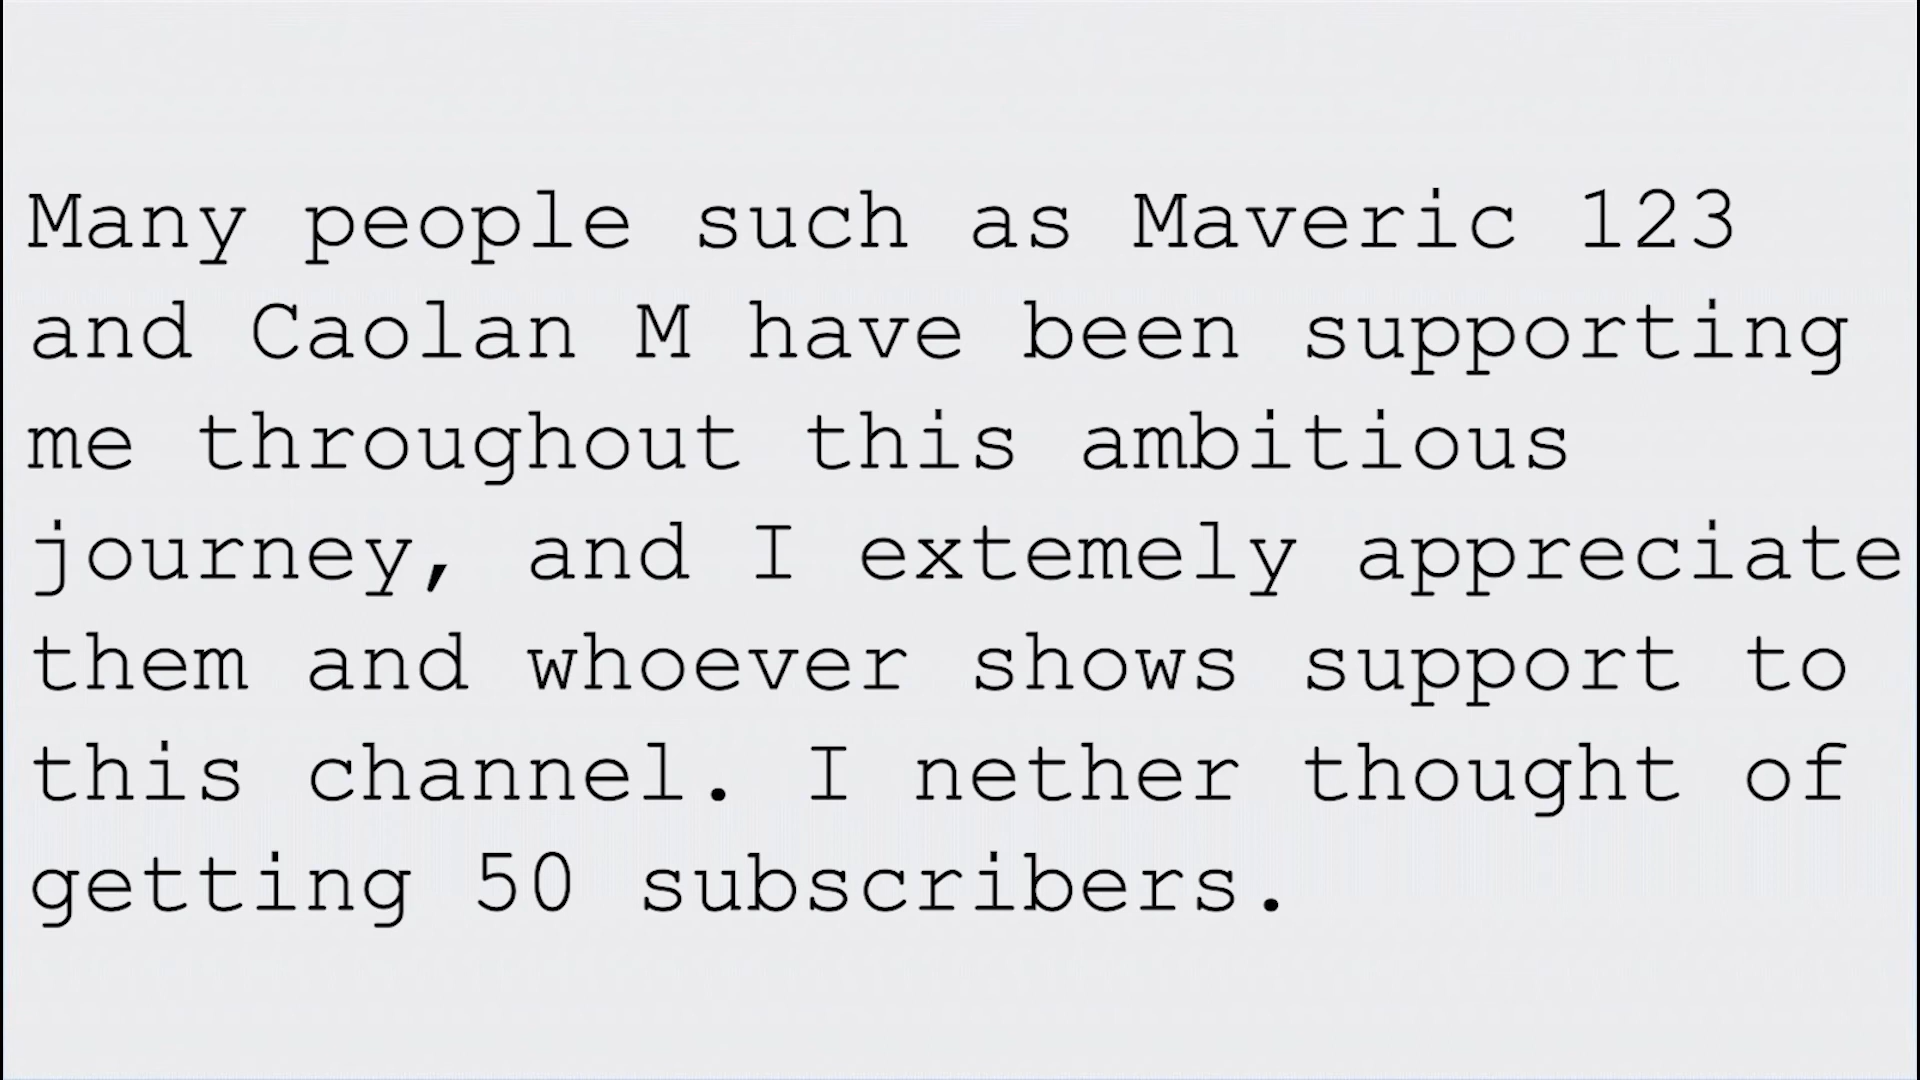 Many people such as Maveric 123
and Caolan M have been supporting
me throughout this ambitious
journey, and I extemely appreciate
them and whoever shows support to
this channel. I nether thought of
getting 50 subscribers.